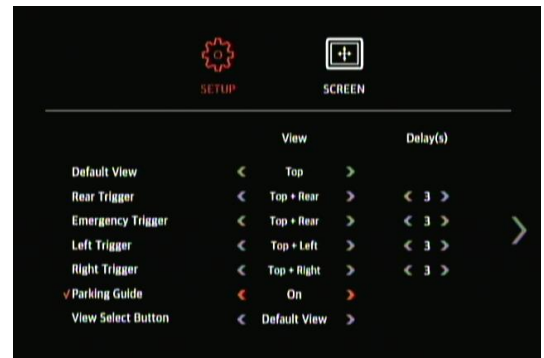 SETUP SCREEN
View Delay(s)
Default View < Top >
Rear Trigger < Top + Rear > < 3 >
Emergency Trigger < Top + Rear > < 3 >
Left Trigger < Top + Left > < 3 >
Right Trigger < Top + Right > < 3 >
√ Parking Guide < On >
View Select Button < Default View >